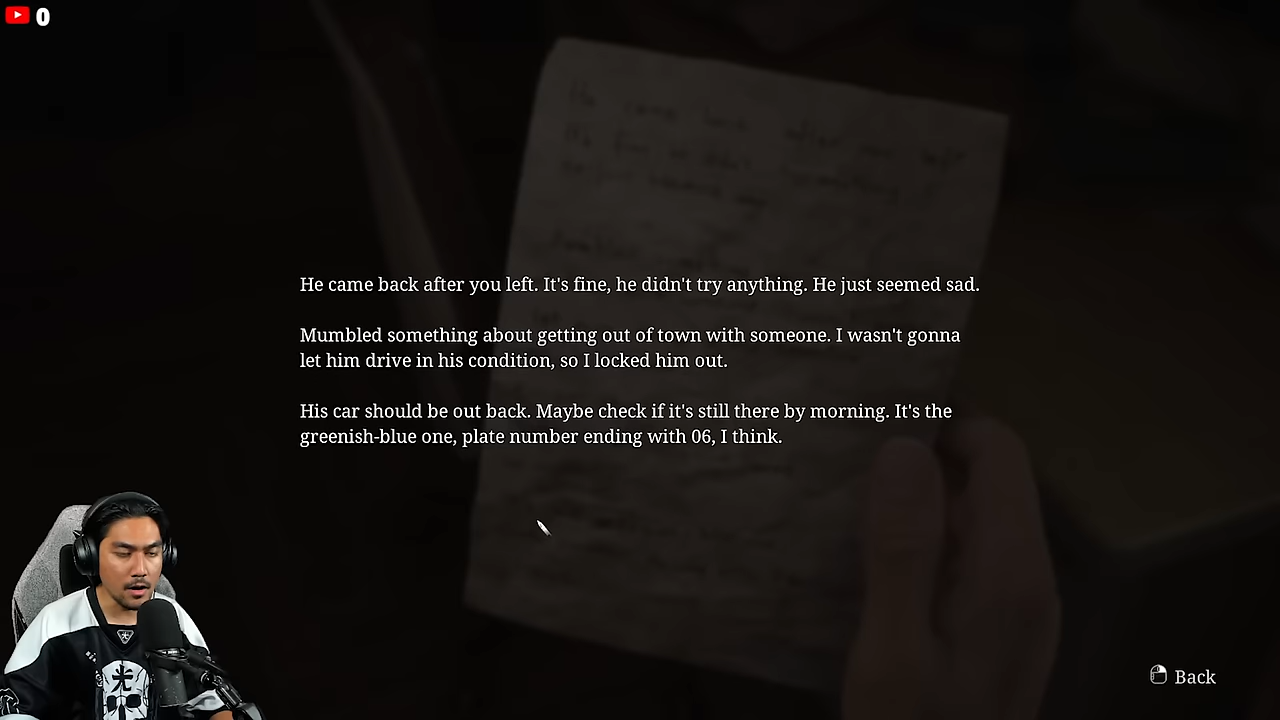 0
He came back after you left. It's fine, he didn't try anything. He just seemed sad.
Mumbled something about getting out of town with someone. I wasn't gonna
let him drive in his condition, so I locked him out.
His car should be out back. Maybe check if it's still there by morning. It's the
greenish-blue one, plate number ending with 06, I think.
Back